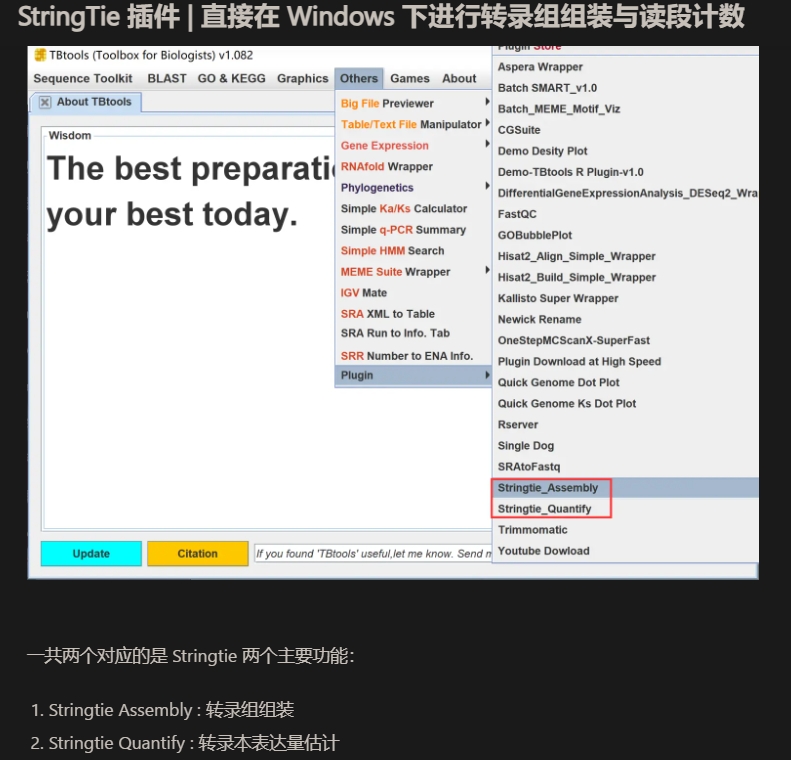 StringTie 插件 | 直接在 Windows 下进行转录组组装与读段计数
TBtools (Toolbox for Biologists) v1.082
Sequence Toolkit BLAST GO & KEGG Graphics Others Games About
About TBtools
Wisdom
The best preparati
your best today.
Big File Previewer
Table/Text File Manipulator
Gene Expression
RNAfold Wrapper
Phylogenetics
Simple Ka/Ks Calculator
Simple q-PCR Summary
Simple HMM Search
MEME Suite Wrapper
IGV Mate
SRA XML to Table
SRA Run to Info. Tab
SRR Number to ENA Info.
Plugin
Plugin Store
Aspera Wrapper
Batch SMART_v1.0
Batch_MEME_Motif_Viz
CGSuite
Demo Desity Plot
Demo-TBtools R Plugin-v1.0
DifferentialGeneExpressionAnalysis_DESeq2_Wra
FastQC
GOBubblePlot
Hisat2_Align_Simple_Wrapper
Hisat2_Build_Simple_Wrapper
Kallisto Super Wrapper
Newick Rename
OneStepMCScanX-SuperFast
Plugin Download at High Speed
Quick Genome Dot Plot
Quick Genome Ks Dot Plot
Rserver
Single Dog
SRAtoFastq
Stringtie_Assembly
Stringtie_Quantify
Trimmomatic
Youtube Dowload
Update
Citation
If you found 'TBtools' useful,let me know. Send m
一共两个对应的是 Stringtie 两个主要功能:
1. Stringtie Assembly : 转录组组装
2. Stringtie Quantify : 转录本表达量估计